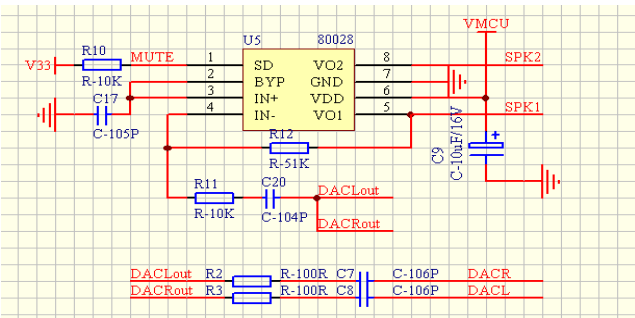 VMCU
R10 U5 80028
V33 MUTE 1 SD VO2 8 SPK2
R-10K 2 BYP GND 7
C17 3 IN+ VDD 6
4 IN- VO1 5 SPK1
C-105P
R12
R-51K
C9 C-10uF/16V +
R11 C20 DACLout
R-10K C-104P
DACRout
DACLout R2 R-100R C7 C-106P DACR
DACRout R3 R-100R C8 C-106P DACL